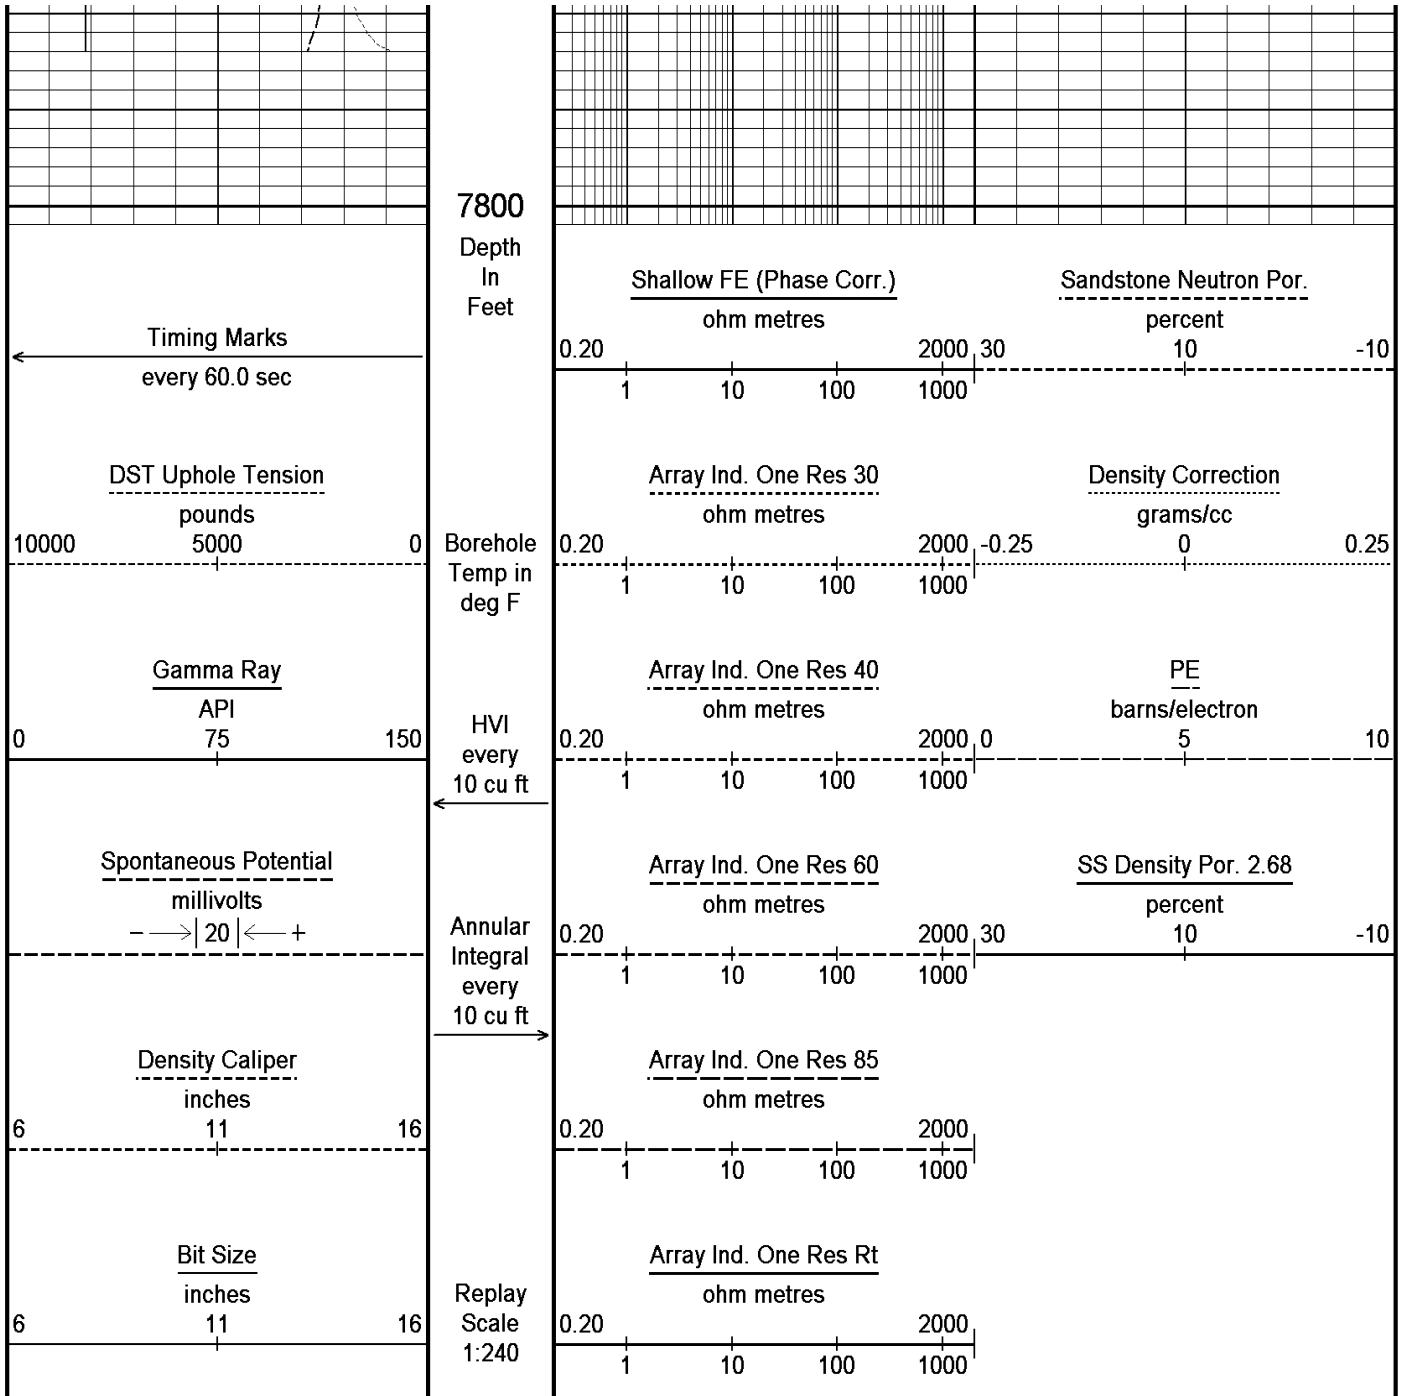 7800
Depth
In
Feet
Timing Marks
every 60.0 sec
DST Uphole Tension
pounds
10000 5000 0
Gamma Ray
API
0 75 150
Spontaneous Potential
millivolts
− 20 +
Density Caliper
inches
6 11 16
Bit Size
inches
6 11 16
Borehole
Temp in
deg F
HVI
every
10 cu ft
Annular
Integral
every
10 cu ft
Replay
Scale
1:240
Shallow FE (Phase Corr.)
ohm metres
0.20 2000
1 10 100 1000
Array Ind. One Res 30
ohm metres
0.20 2000
1 10 100 1000
Array Ind. One Res 40
ohm metres
0.20 2000
1 10 100 1000
Array Ind. One Res 60
ohm metres
0.20 2000
1 10 100 1000
Array Ind. One Res 85
ohm metres
0.20 2000
1 10 100 1000
Array Ind. One Res Rt
ohm metres
0.20 2000
1 10 100 1000
Sandstone Neutron Por.
percent
30 10 -10
Density Correction
grams/cc
-0.25 0 0.25
PE
barns/electron
0 5 10
SS Density Por. 2.68
percent
30 10 -10